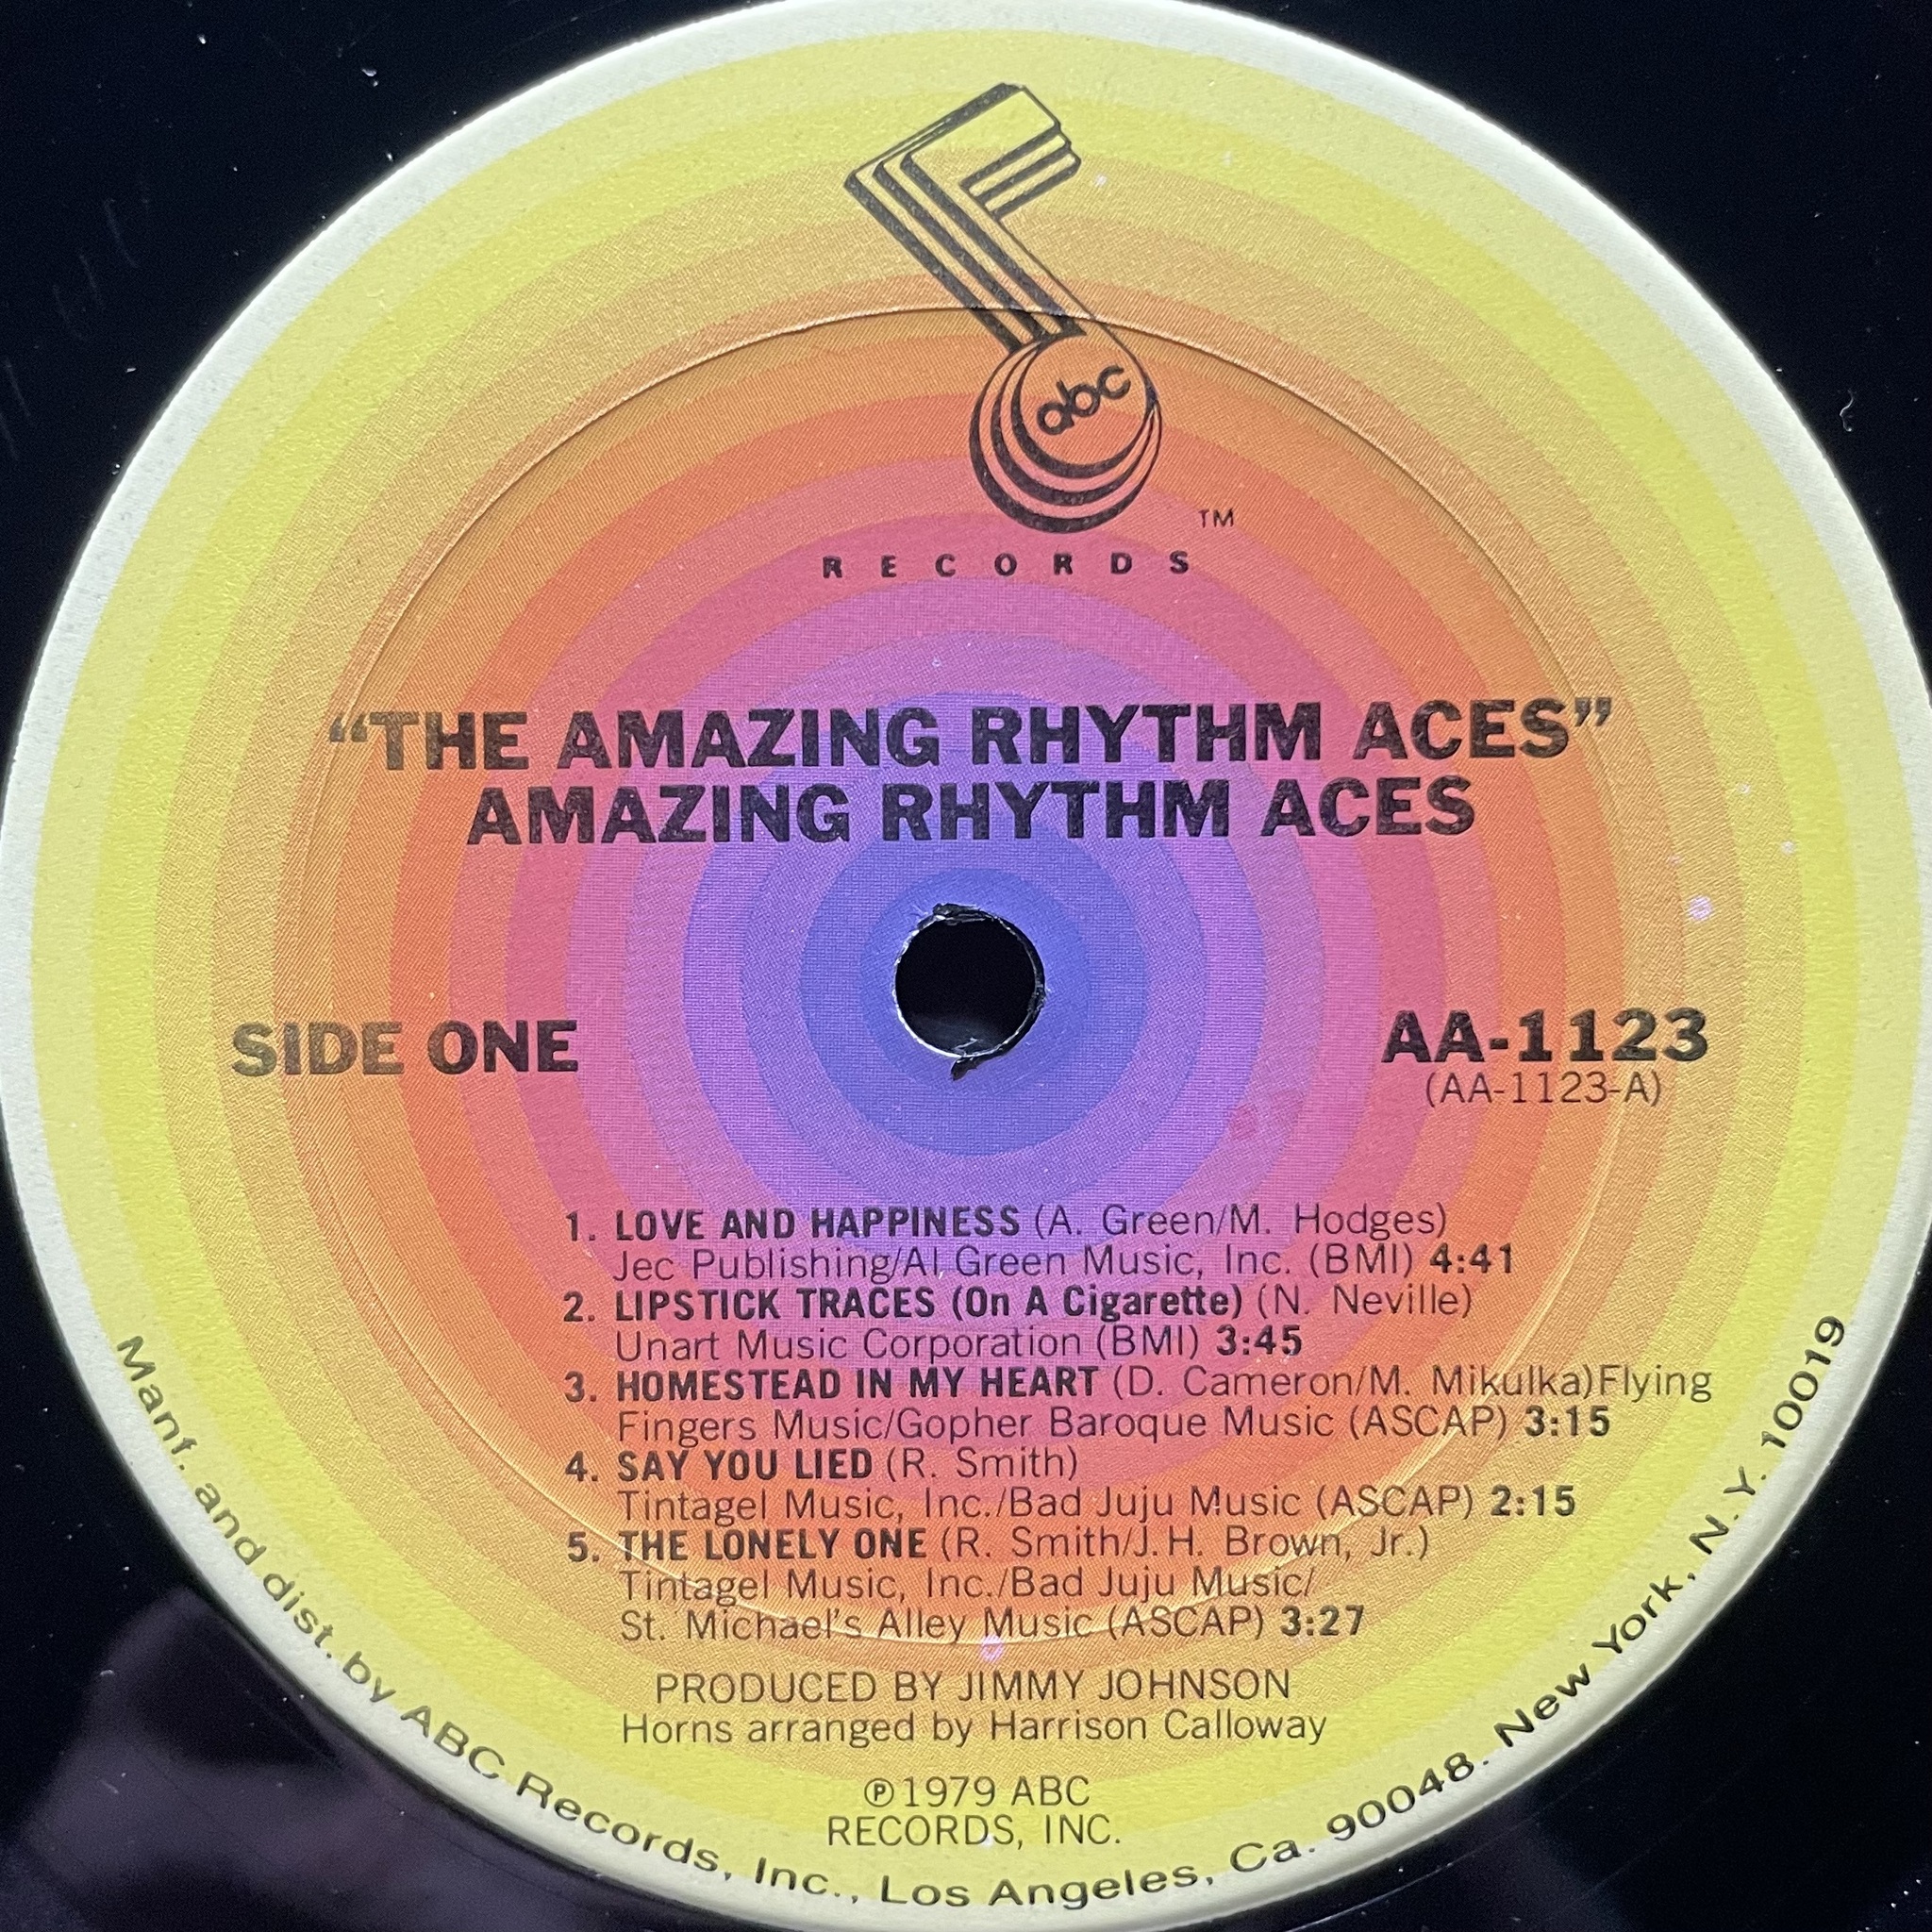 abc
TM
RECORDS
“THE AMAZING RHYTHM ACES”
AMAZING RHYTHM ACES
SIDE ONE
AA-1123
(AA-1123-A)
1. LOVE AND HAPPINESS (A. Green/M. Hodges)
Jec Publishing/Al Green Music, Inc. (BMI) 4:41
2. LIPSTICK TRACES (On A Cigarette) (N. Neville)
Unart Music Corporation (BMI) 3:45
3. HOMESTEAD IN MY HEART (D. Cameron/M. Mikulka)Flying
Fingers Music/Gopher Baroque Music (ASCAP) 3:15
4. SAY YOU LIED (R. Smith)
Tintagel Music, Inc./Bad Juju Music (ASCAP) 2:15
5. THE LONELY ONE (R. Smith/J.H. Brown, Jr.)
Tintagel Music, Inc./Bad Juju Music/
St. Michael's Alley Music (ASCAP) 3:27
PRODUCED BY JIMMY JOHNSON
Horns arranged by Harrison Calloway
℗1979 ABC
RECORDS, INC.
Manf. and dist. by ABC Records, Inc., Los Angeles, Ca. 90048. New York, N.Y. 10019